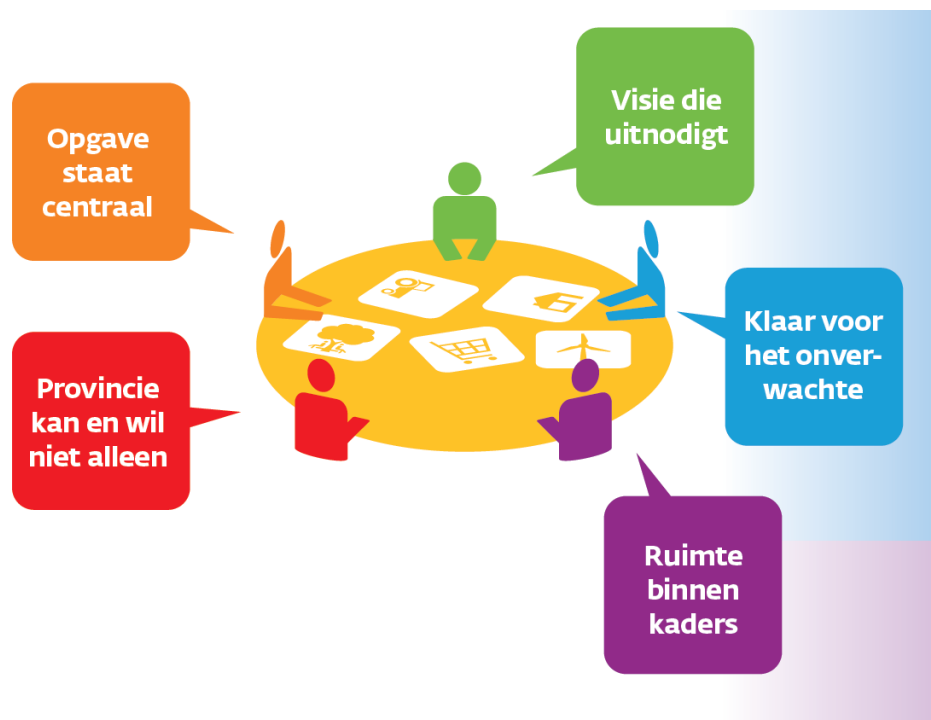 Visie die
uitnodigt
Opgave
staat
centraal
Klaar voor
het onver-
wachte
Provincie
kan en wil
niet alleen
Ruimte
binnen
kaders